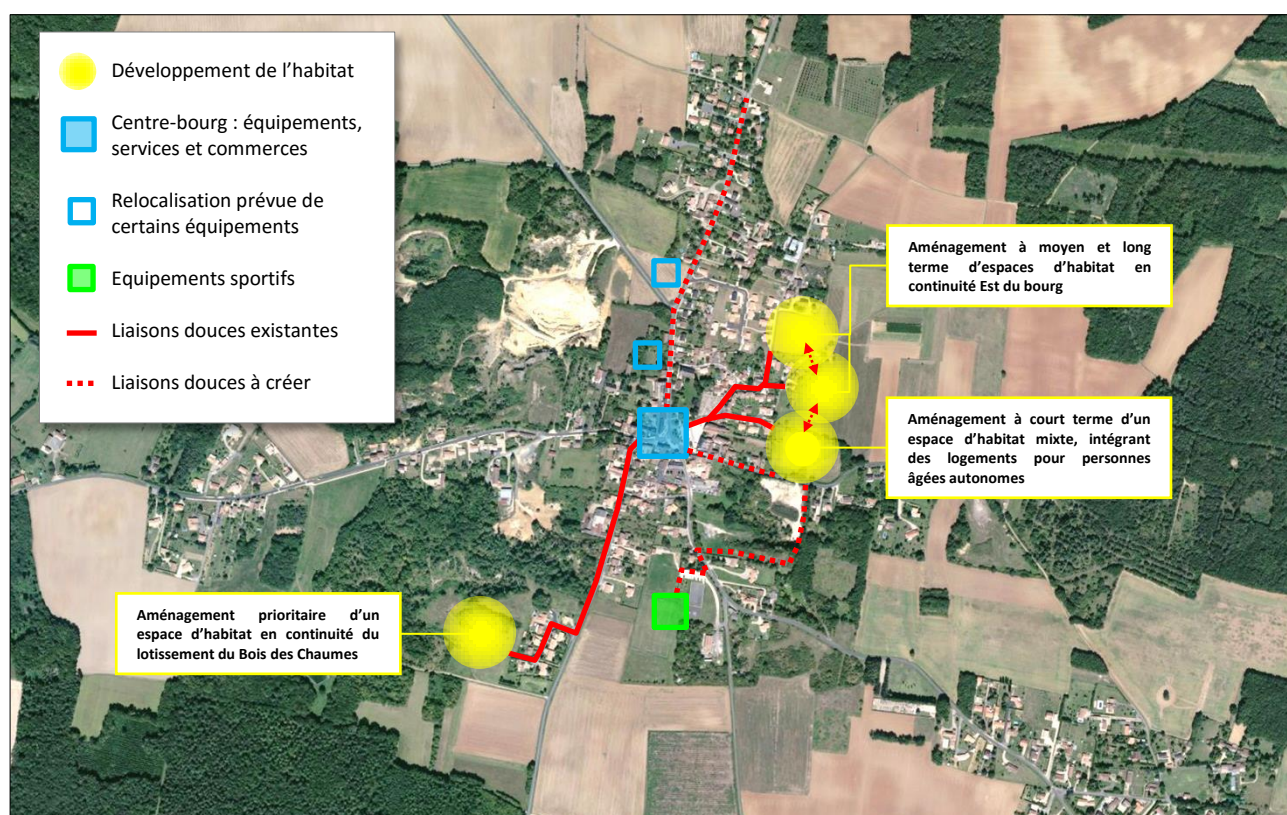 Développement de l’habitat
Centre-bourg : équipements,
services et commerces
Relocalisation prévue de
certains équipements
Equipements sportifs
Liaisons douces existantes
Liaisons douces à créer
Aménagement à moyen et long
terme d’espaces d’habitat en
continuité Est du bourg
Aménagement à court terme d’un
espace d’habitat mixte, intégrant
des logements pour personnes
âgées autonomes
Aménagement prioritaire d’un
espace d’habitat en continuité du
lotissement du Bois des Chaumes